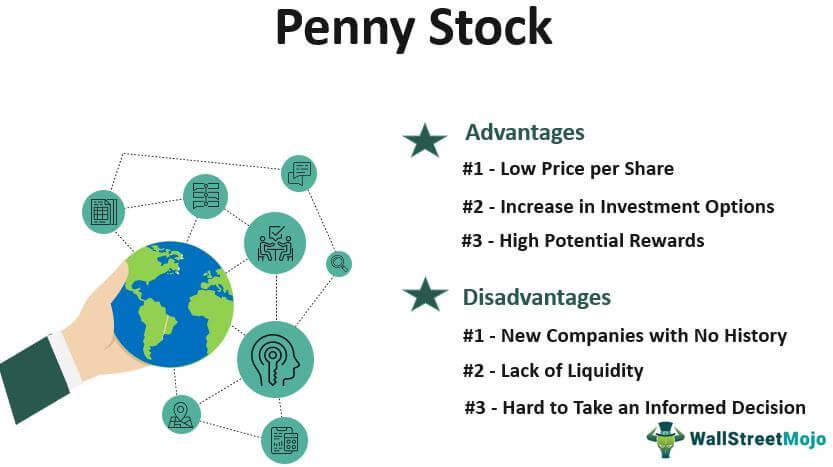 Penny Stock
Advantages
#1 - Low Price per Share
#2 - Increase in Investment Options
#3 - High Potential Rewards
Disadvantages
#1 - New Companies with No History
#2 - Lack of Liquidity
#3 - Hard to Take an Informed Decision
WallStreetMojo